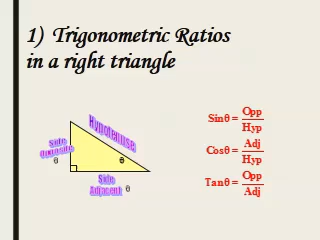 1) Trigonometric Ratios
in a right triangle
Hypotenuse
Side
Opposite
θ
θ
Side
Adjacent θ
Sinθ = Opp
Hyp
Cosθ = Adj
Hyp
Tanθ = Opp
Adj